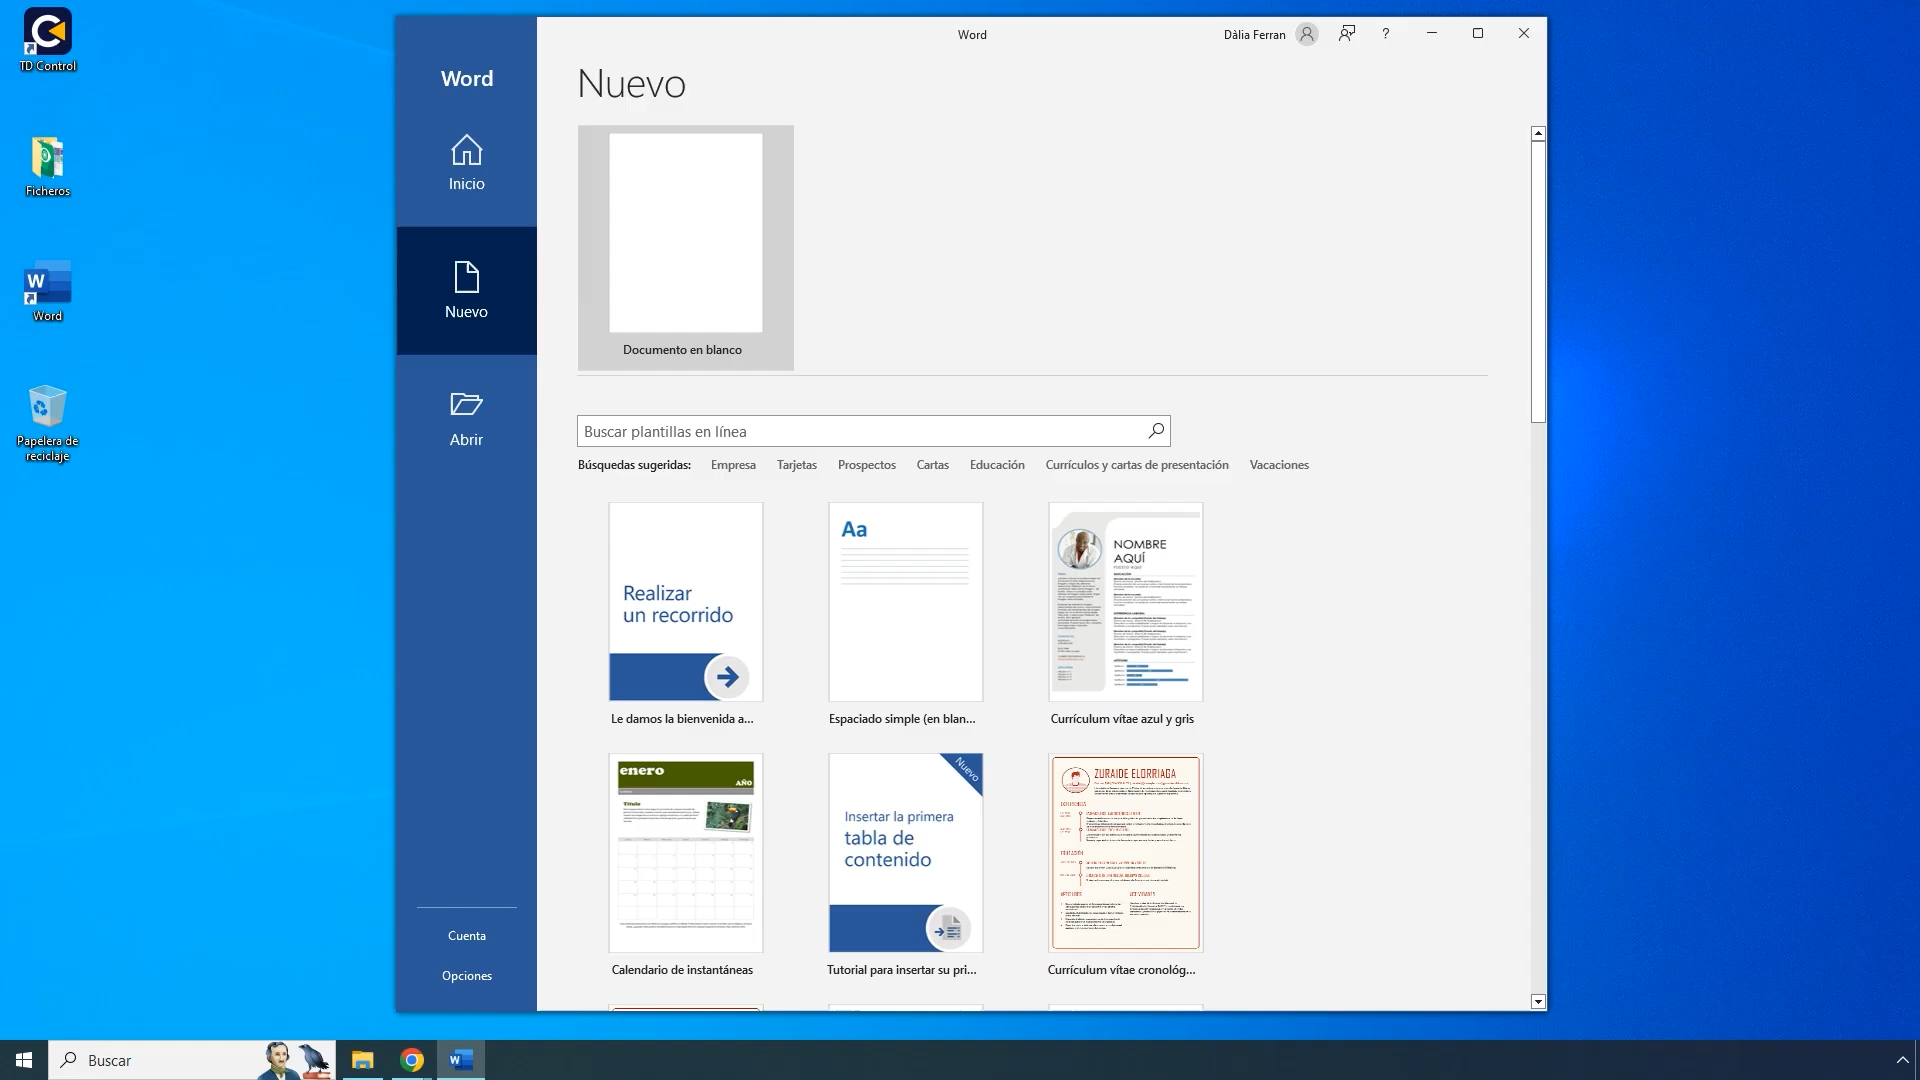 TD Control
Ficheros
Word
Papelera de
reciclaje
Word
Dàlia Ferran
?
Word
Inicio
Nuevo
Abrir
Cuenta
Opciones
Nuevo
Documento en blanco
Buscar plantillas en línea
Búsquedas sugeridas: Empresa Tarjetas Prospectos Cartas Educación Currículos y cartas de presentación Vacaciones
Realizar
un recorrido
Le damos la bienvenida a...
Aa
Espaciado simple (en blan...
NOMBRE
AQUÍ
Currículum vítae azul y gris
enero
AÑO
Título
Calendario de instantáneas
Nuevo
Insertar la primera
tabla de
contenido
Tutorial para insertar su pri...
ZURAIDE ELORRIAGA
Currículum vítae cronológ...
Buscar